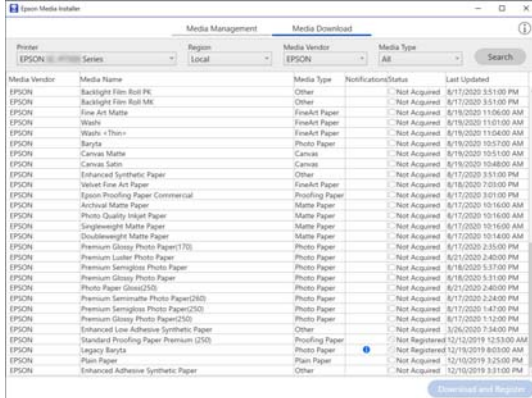 Epson Media Installer
Media Management Media Download
Printer Region Media Vendor Media Type
EPSON Series Local EPSON All Search
Media Vendor Media Name Media Type Notifications Status Last Updated
EPSON Backlight Film Roll PK Other Not Acquired 8/17/2020 3:51:00 PM
EPSON Backlight Film Roll MK Other Not Acquired 8/17/2020 3:51:00 PM
EPSON Fine Art Matte FineArt Paper Not Acquired 8/19/2020 11:06:00 AM
EPSON Washi FineArt Paper Not Acquired 8/19/2020 11:01:00 AM
EPSON Washi <Thin> FineArt Paper Not Acquired 8/19/2020 11:04:00 AM
EPSON Baryta Photo Paper Not Acquired 8/19/2020 10:57:00 AM
EPSON Canvas Matte Canvas Not Acquired 8/19/2020 10:51:00 AM
EPSON Canvas Satin Canvas Not Acquired 8/19/2020 10:48:00 AM
EPSON Enhanced Synthetic Paper Other Not Acquired 8/17/2020 3:51:00 PM
EPSON Velvet Fine Art Paper FineArt Paper Not Acquired 8/18/2020 7:03:00 PM
EPSON Epson Proofing Paper Commercial Proofing Paper Not Acquired 8/17/2020 3:01:00 PM
EPSON Archival Matte Paper Matte Paper Not Acquired 8/17/2020 10:16:00 AM
EPSON Photo Quality Inkjet Paper Matte Paper Not Acquired 8/17/2020 10:16:00 AM
EPSON Singleweight Matte Paper Matte Paper Not Acquired 8/17/2020 10:16:00 AM
EPSON Doubleweight Matte Paper Matte Paper Not Acquired 8/17/2020 10:14:00 AM
EPSON Premium Glossy Photo Paper(170) Photo Paper Not Acquired 8/17/2020 2:35:00 PM
EPSON Premium Luster Photo Paper Photo Paper Not Acquired 8/21/2020 2:40:00 PM
EPSON Premium Semigloss Photo Paper Photo Paper Not Acquired 8/18/2020 5:37:00 PM
EPSON Premium Glossy Photo Paper Photo Paper Not Acquired 8/18/2020 5:31:00 PM
EPSON Photo Paper Gloss(250) Photo Paper Not Acquired 8/21/2020 2:40:00 PM
EPSON Premium Semimatte Photo Paper(260) Photo Paper Not Acquired 8/17/2020 2:24:00 PM
EPSON Premium Semigloss Photo Paper(250) Photo Paper Not Acquired 8/17/2020 1:47:00 PM
EPSON Premium Glossy Photo Paper(250) Photo Paper Not Acquired 8/17/2020 1:12:00 PM
EPSON Enhanced Low Adhesive Synthetic Paper Other Not Acquired 3/26/2020 7:34:00 PM
EPSON Standard Proofing Paper Premium (250) Proofing Paper Not Registered 12/12/2019 12:53:00 AM
EPSON Legacy Baryta Photo Paper Not Registered 12/19/2019 8:03:00 AM
EPSON Plain Paper Plain Paper Not Acquired 12/10/2019 3:25:00 PM
EPSON Enhanced Adhesive Synthetic Paper Other Not Acquired 12/10/2019 3:31:00 PM
Download and Register